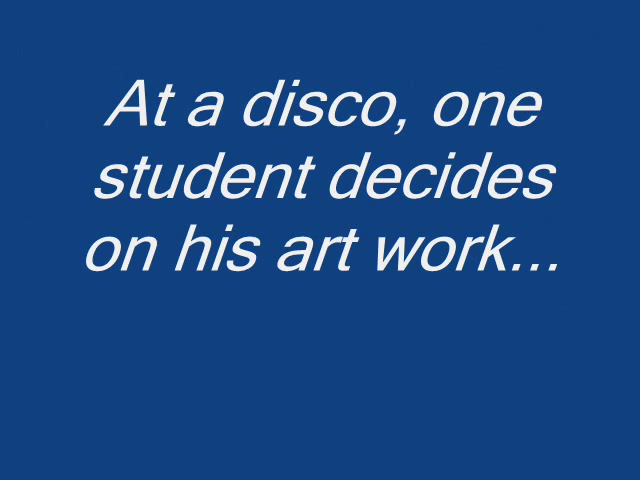 At a disco, one
student decides
on his art work...